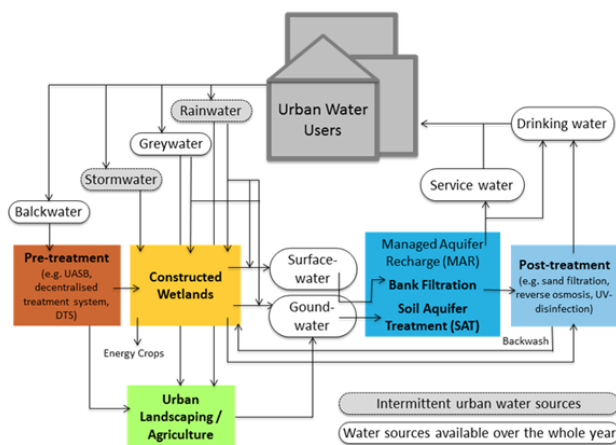 Urban Water
Users
Rainwater
Greywater
Stormwater
Balckwater
Drinking water
Service water
Pre-treatment
(e.g. UASB,
decentralised
treatment system,
DTS)
Constructed
Wetlands
Surface-
water
Gound-
water
Managed Aquifer
Recharge (MAR)
Bank Filtration
Soil Aquifer
Treatment (SAT)
Post-treatment
(e.g. sand filtration,
reverse osmosis, UV-
disinfection)
Backwash
Energy Crops
Urban
Landscaping /
Agriculture
Intermittent urban water sources
Water sources available over the whole year